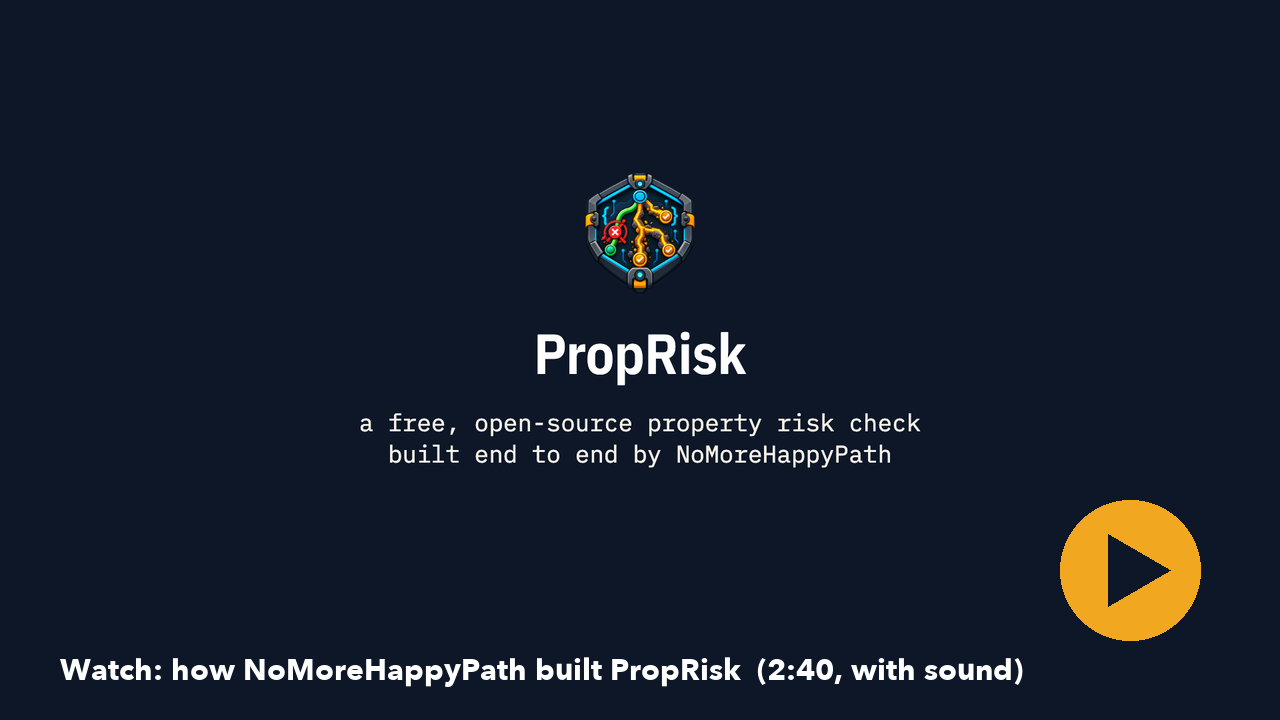 PropRisk
a free, open-source property risk check
built end to end by NoMoreHappyPath
Watch: how NoMoreHappyPath built PropRisk (2:40, with sound)